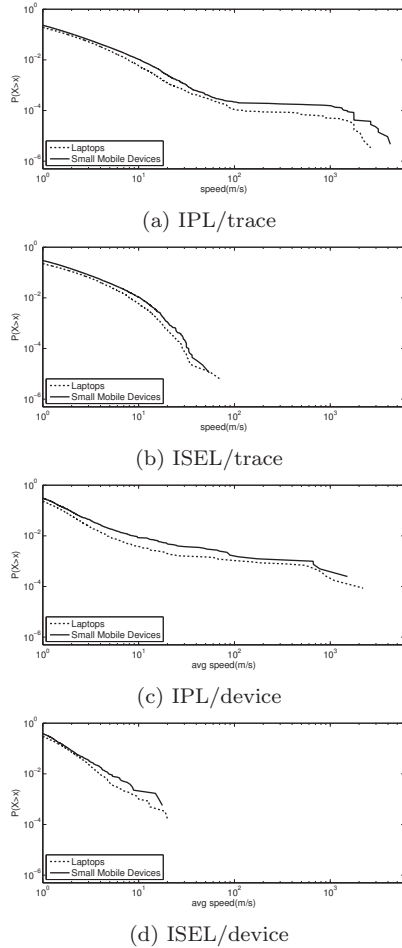 10^0
10^-2
10^-4
10^-6
P(X>x)
Laptops
Small Mobile Devices
10^0 10^1 10^2 10^3
speed(m/s)
(a) IPL/trace
10^0
10^-2
10^-4
10^-6
P(X>x)
Laptops
Small Mobile Devices
10^0 10^1 10^2 10^3
speed(m/s)
(b) ISEL/trace
10^0
10^-2
10^-4
10^-6
P(X>x)
Laptops
Small Mobile Devices
10^0 10^1 10^2 10^3
avg speed(m/s)
(c) IPL/device
10^0
10^-2
10^-4
10^-6
P(X>x)
Laptops
Small Mobile Devices
10^0 10^1 10^2 10^3
avg speed(m/s)
(d) ISEL/device